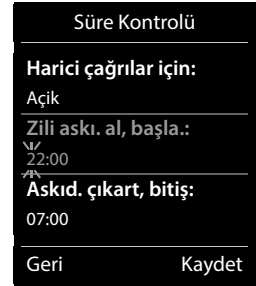 Süre Kontrolü
Harici çağrılar için:
Açik
Zili askı. al, başla.:
22:00
Askıd. çıkart, bitiş:
07:00
Geri Kaydet